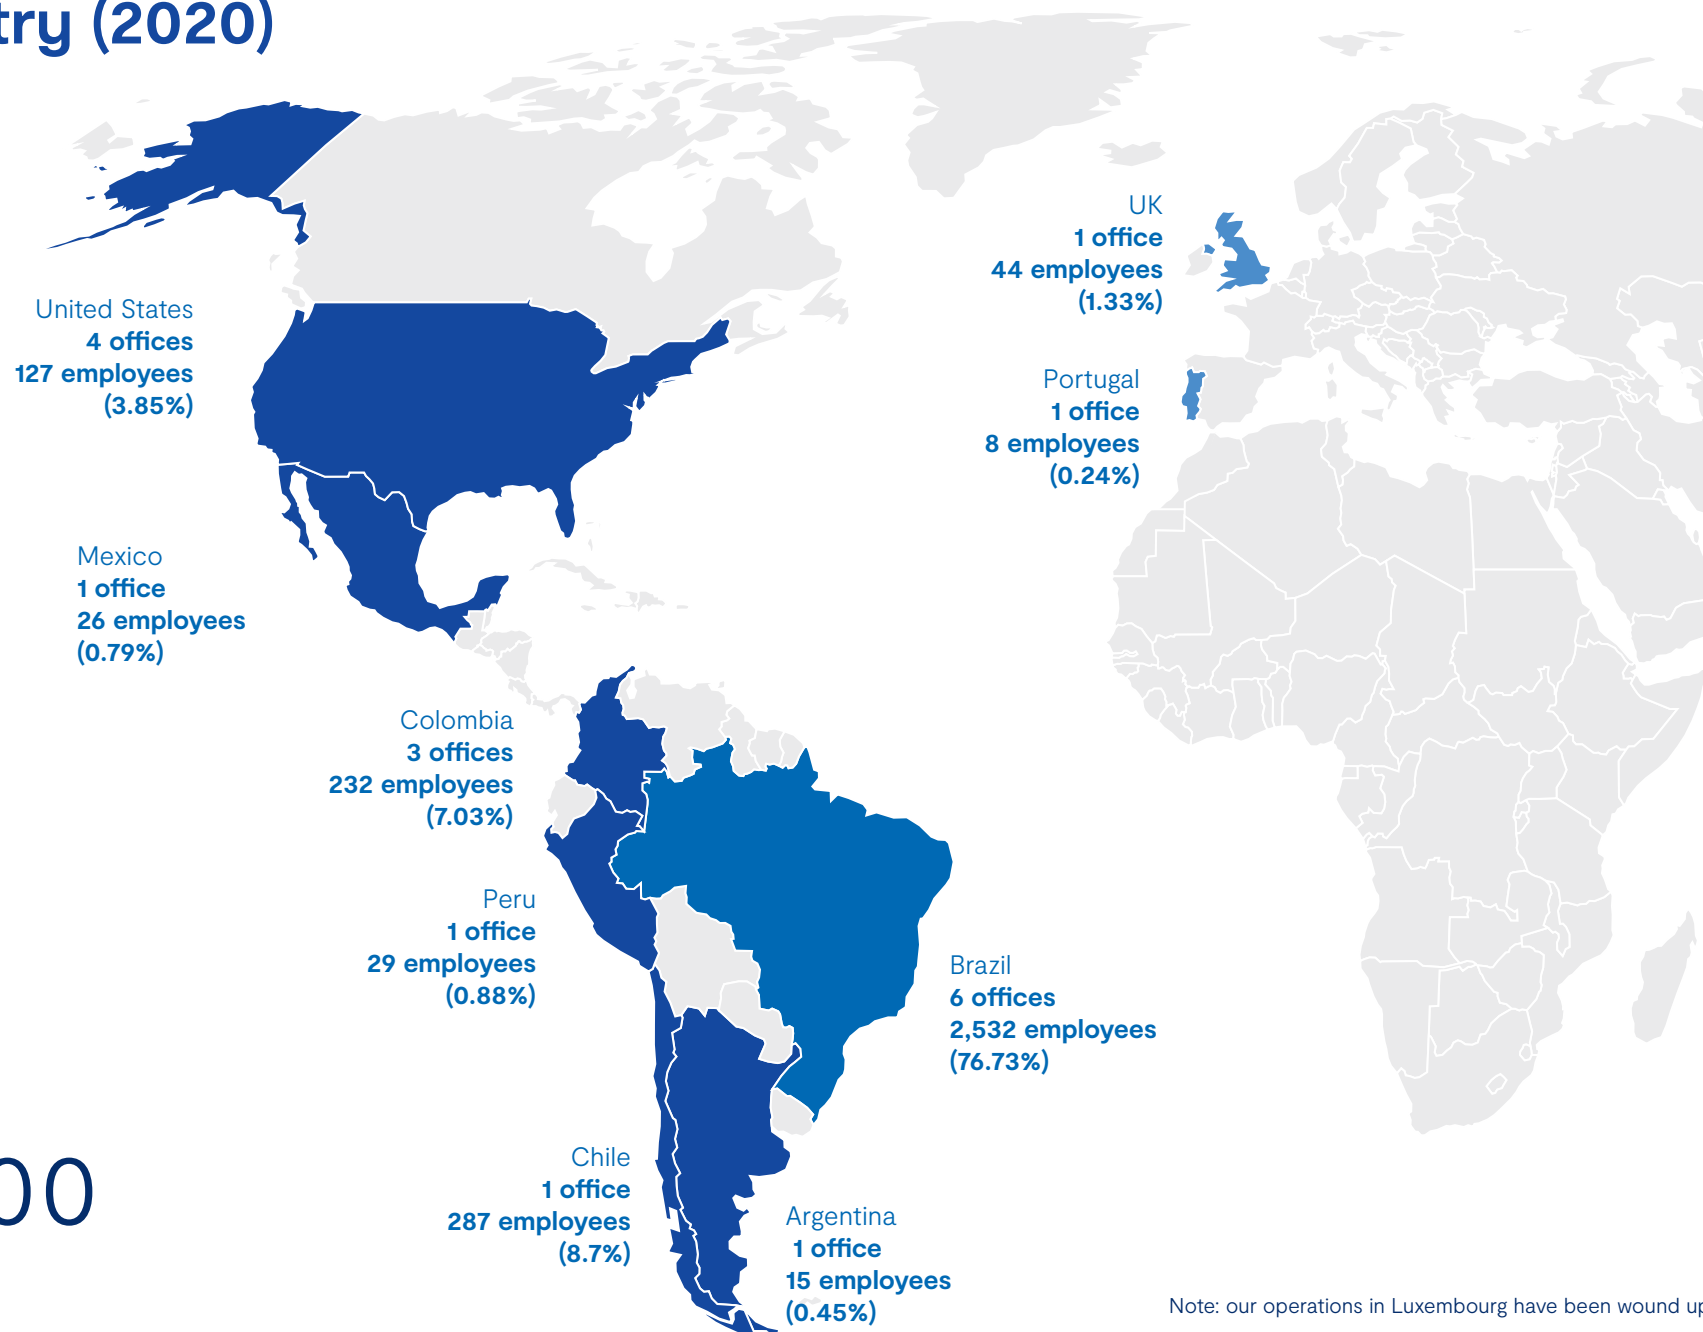 try (2020)
United States
4 offices
127 employees
(3.85%)
UK
1 office
44 employees
(1.33%)
Portugal
1 office
8 employees
(0.24%)
Mexico
1 office
26 employees
(0.79%)
Colombia
3 offices
232 employees
(7.03%)
Peru
1 office
29 employees
(0.88%)
Brazil
6 offices
2,532 employees
(76.73%)
Chile
1 office
287 employees
(8.7%)
Argentina
1 office
15 employees
(0.45%)
00
Note: our operations in Luxembourg have been wound up